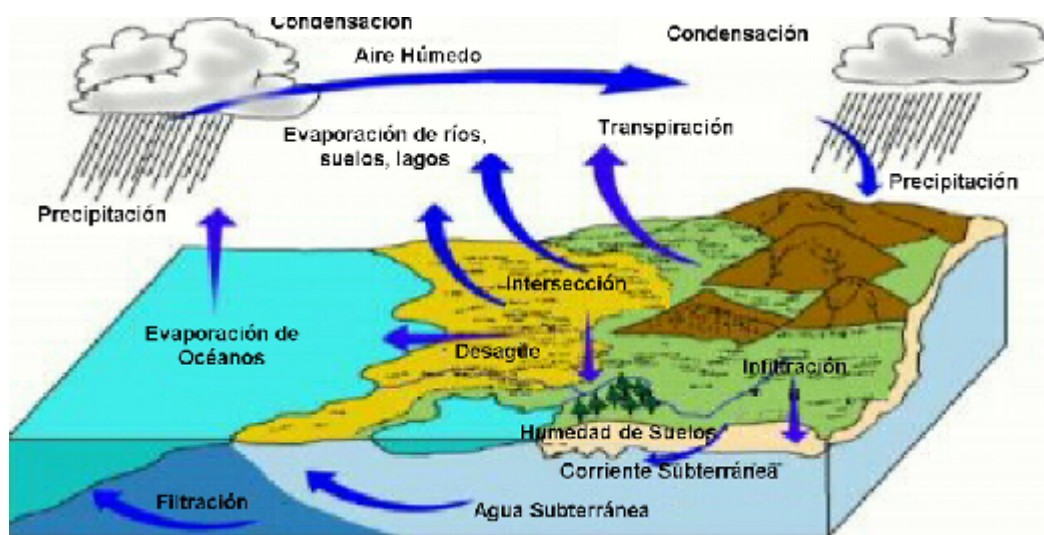 Condensación
Condensación
Aire Húmedo
Evaporación de ríos,
suelos, lagos
Transpiración
Precipitación
Precipitación
Intersección
Evaporación de
Océanos
Desagüe
Infiltración
Humedad de Suelos
Corriente Subterránea
Filtración
Agua Subterránea